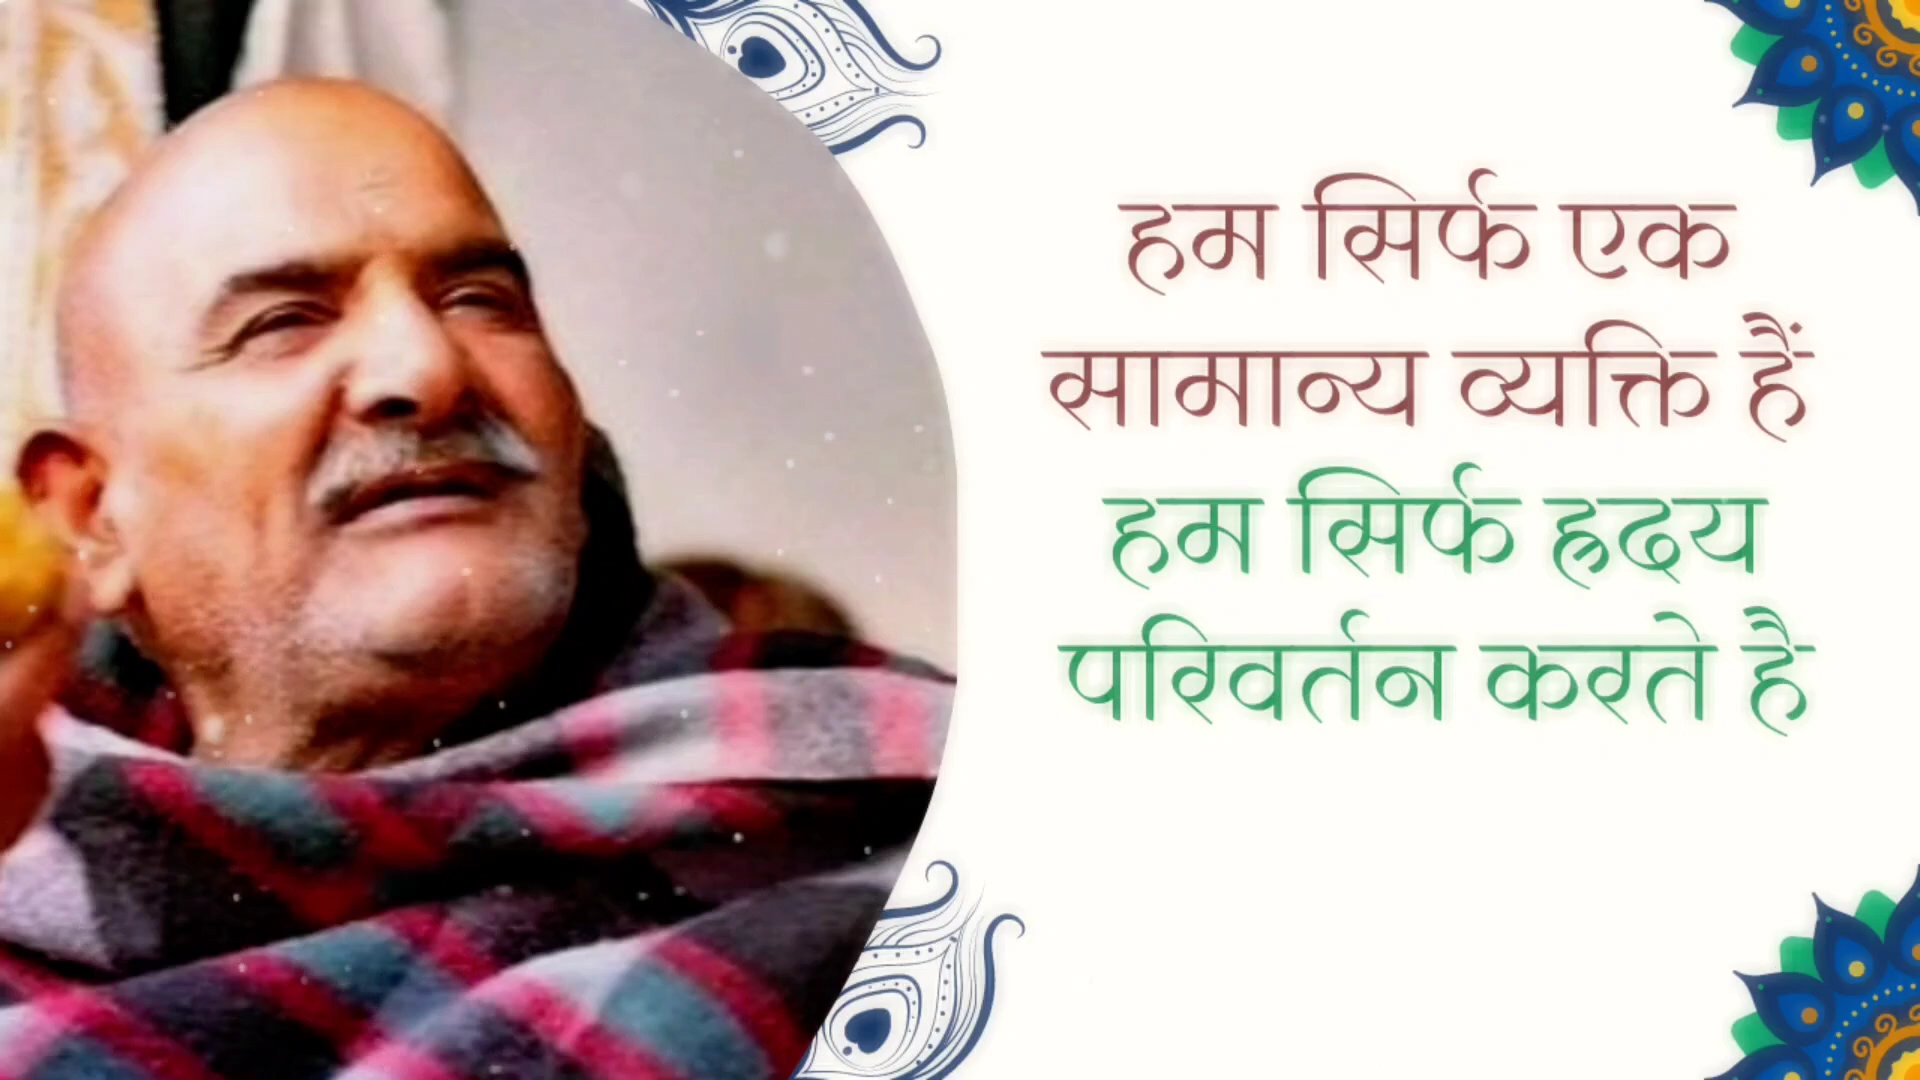 हम सिर्फ एक
सामान्य व्यक्ति हैं
हम सिर्फ ह्रदय
परिवर्तन करते है